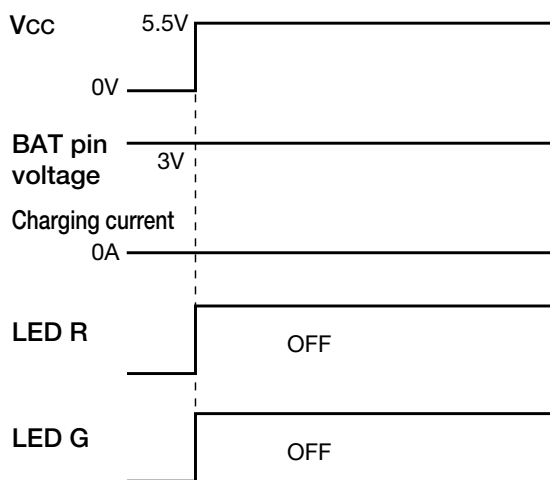 Vcc 5.5V
0V
BAT pin
voltage
3V
Charging current
0A
LED R
OFF
LED G
OFF